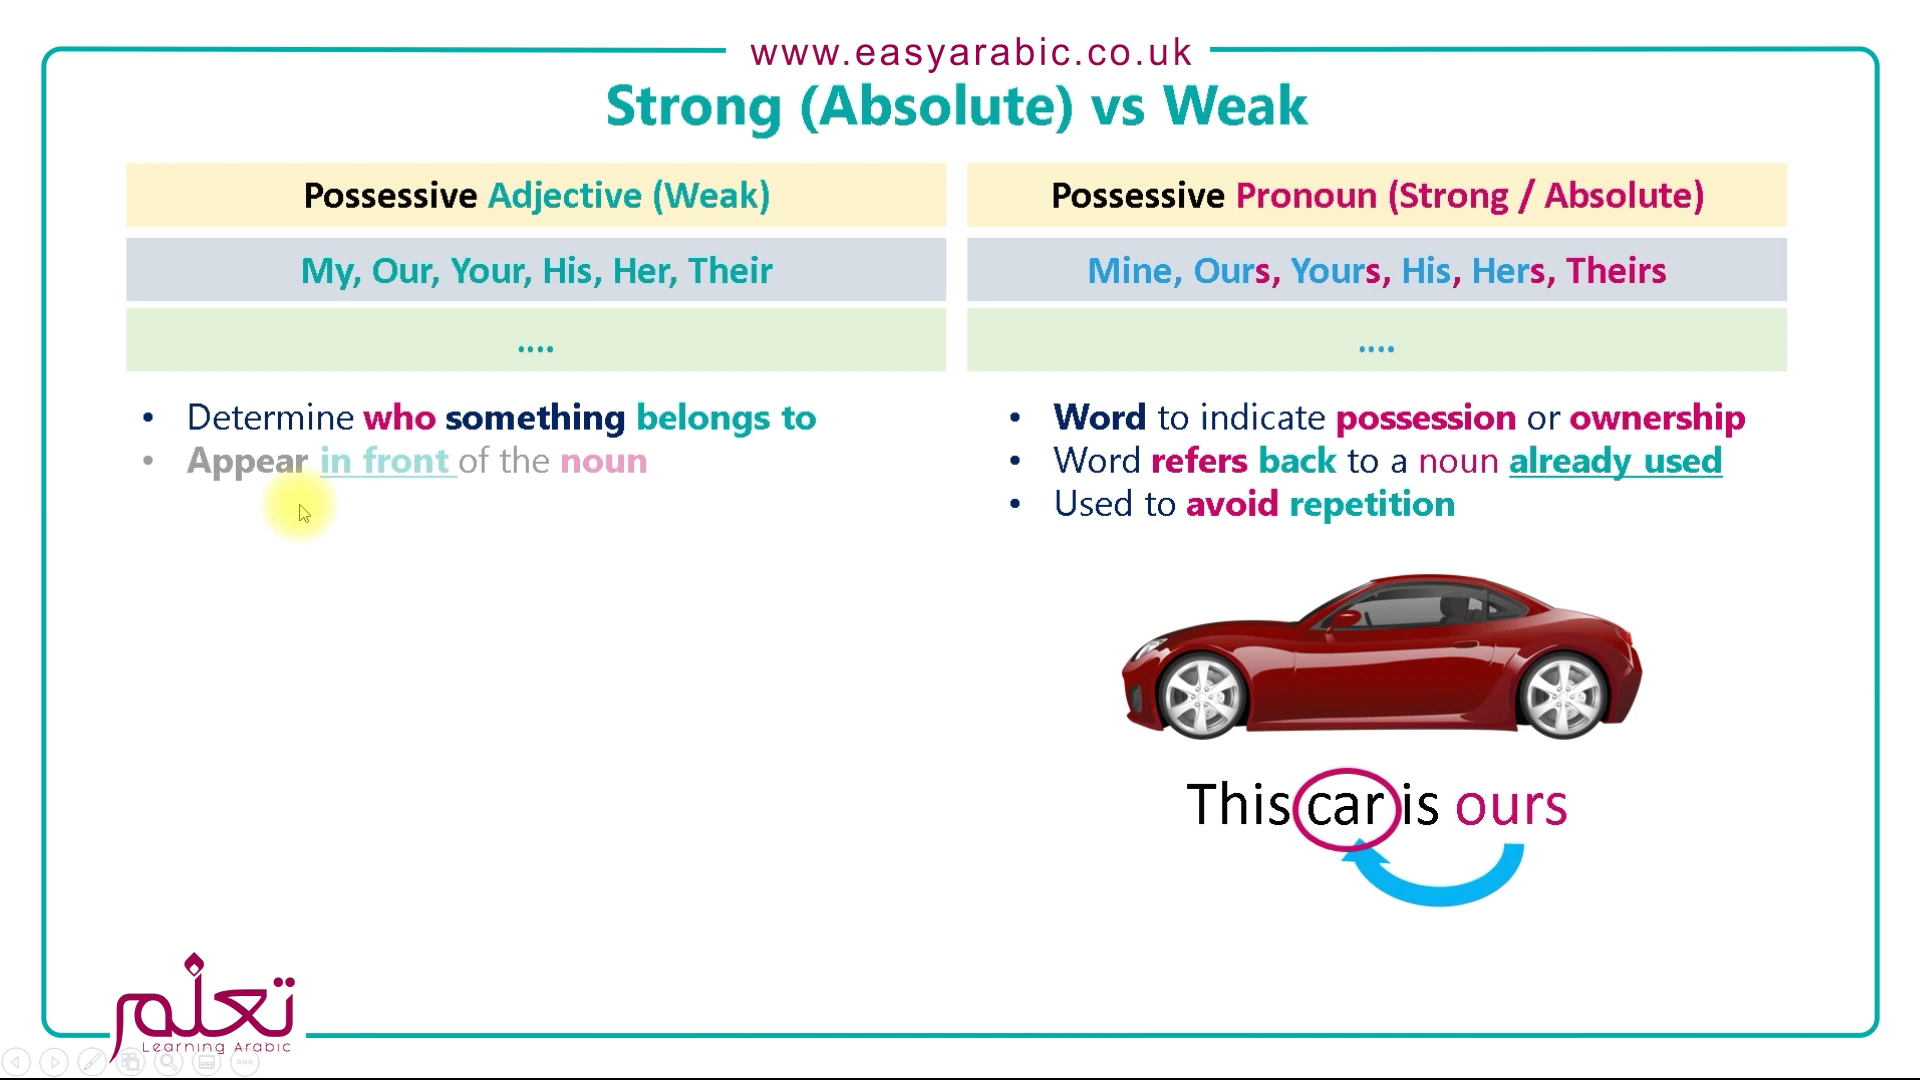 www.easyarabic.co.uk
Strong (Absolute) vs Weak
Possessive Adjective (Weak)
My, Our, Your, His, Her, Their
....
• Determine who something belongs to
• Appear in front of the noun
Possessive Pronoun (Strong / Absolute)
Mine, Ours, Yours, His, Hers, Theirs
....
• Word to indicate possession or ownership
• Word refers back to a noun already used
• Used to avoid repetition
This car is ours
تعلم
Learning Arabic